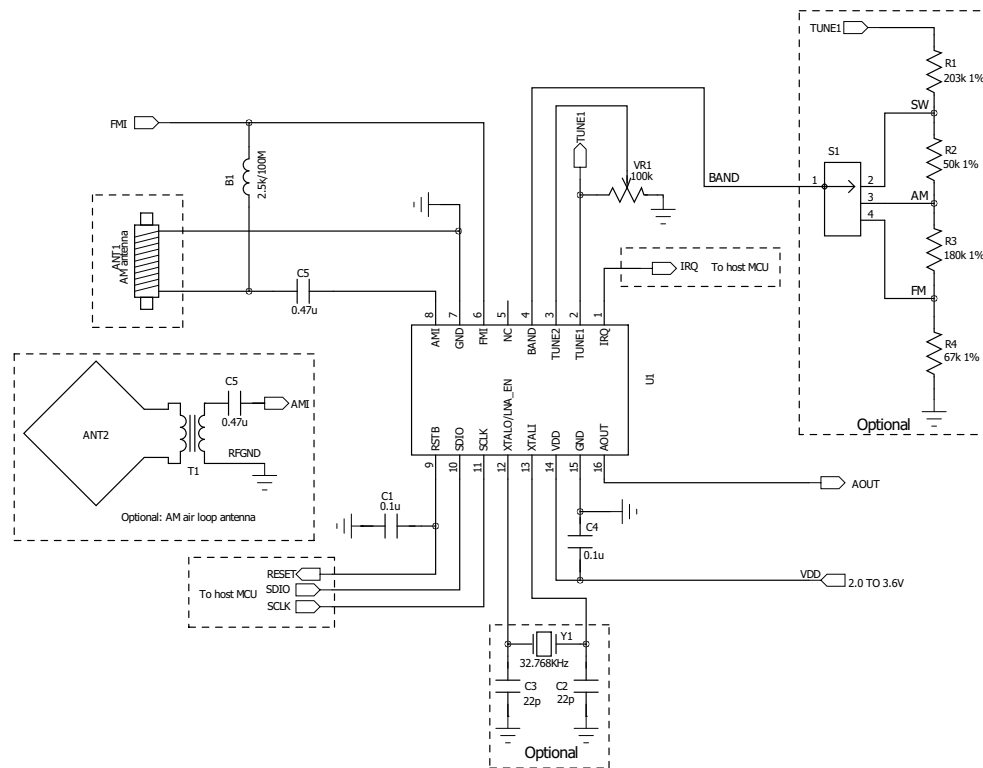 TUNE1
R1
203k 1%
SW
R2
50k 1%
S1
1
2
3
4
AM
R3
180k 1%
FM
R4
67k 1%
Optional
FMI
B1
2.5k/100M
TUNE1
VR1
100k
BAND
ANT1
AM antenna
C5
0.47u
IRQ
To host MCU
8
7
6
5
4
3
2
1
AMI
GND
FMI
NC
BAND
TUNE2
TUNE1
IRQ
U1
RSTB
SDIO
SCLK
XTALO/LNA_EN
XTALI
VDD
GND
AOUT
9
10
11
12
13
14
15
16
ANT2
T1
C5
0.47u
AMI
RFGND
Optional: AM air loop antenna
AOUT
C1
0.1u
C4
0.1u
To host MCU
RESET
SDIO
SCLK
VDD
2.0 TO 3.6V
Y1
32.768KHz
C3
22p
C2
22p
Optional